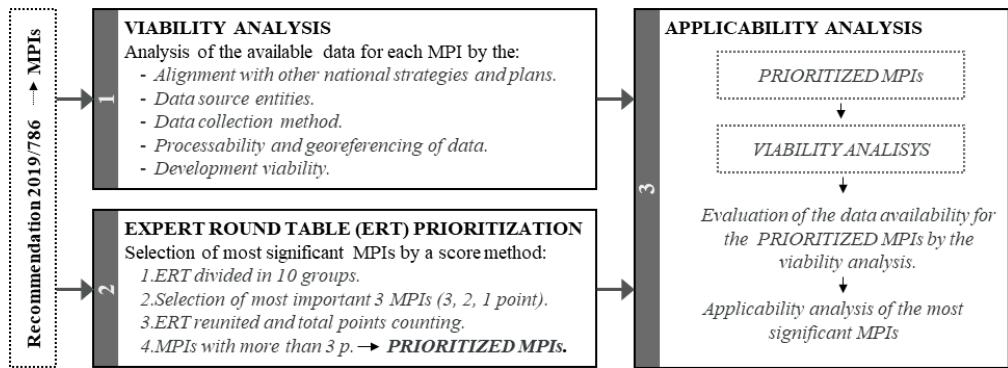 Recommendation 2019/786 → MPIs
1
VIABILITY ANALYSIS
Analysis of the available data for each MPI by the:
- Alignment with other national strategies and plans.
- Data source entities.
- Data collection method.
- Processability and georeferencing of data.
- Development viability.
2
EXPERT ROUND TABLE (ERT) PRIORITIZATION
Selection of most significant MPIs by a score method:
1.ERT divided in 10 groups.
2.Selection of most important 3 MPIs (3, 2, 1 point).
3.ERT reunited and total points counting.
4.MPIs with more than 3 p. → PRIORITIZED MPIs.
3
APPLICABILITY ANALYSIS
PRIORITIZED MPIs
VIABILITY ANALISYS
Evaluation of the data availability for
the PRIORITIZED MPIs by the
viability analysis.
Applicability analysis of the most
significant MPIs